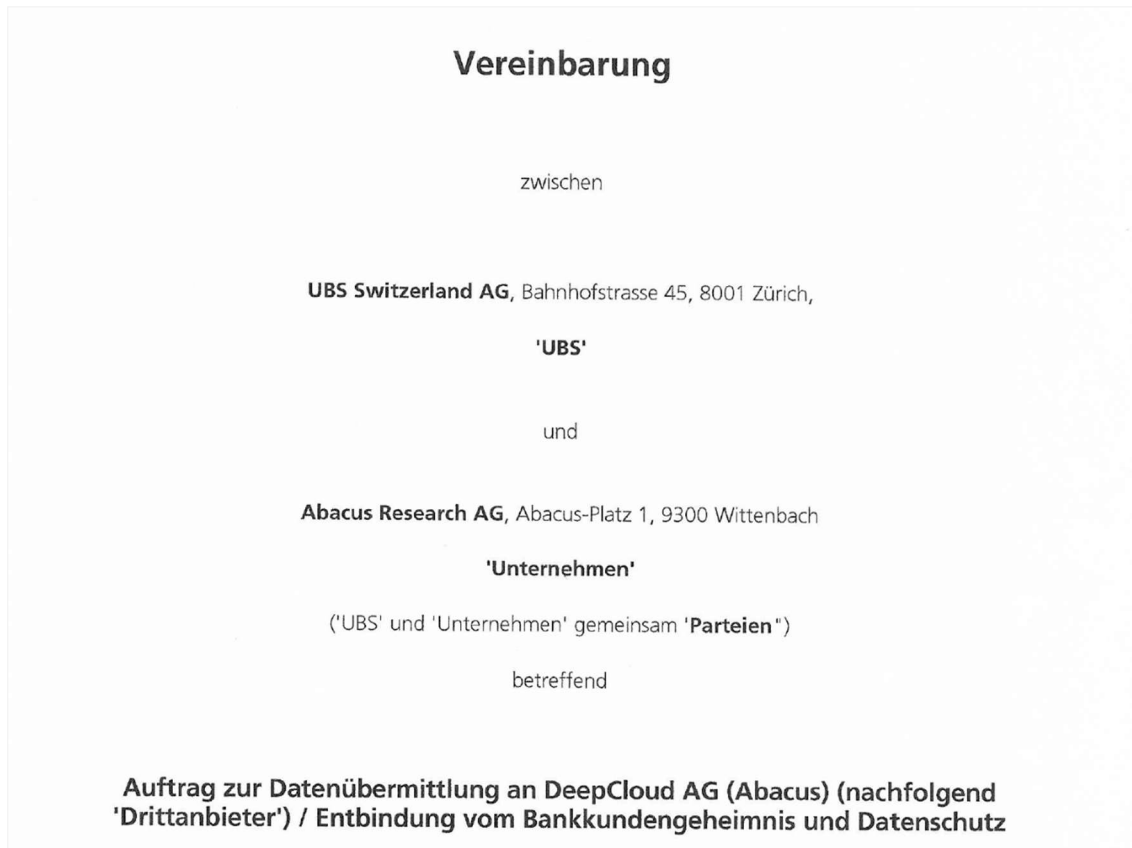 Vereinbarung
zwischen
UBS Switzerland AG, Bahnhofstrasse 45, 8001 Zürich,
'UBS'
und
Abacus Research AG, Abacus-Platz 1, 9300 Wittenbach
'Unternehmen'
('UBS' und 'Unternehmen' gemeinsam 'Parteien")
betreffend
Auftrag zur Datenübermittlung an DeepCloud AG (Abacus) (nachfolgend
'Drittanbieter') / Entbindung vom Bankkundengeheimnis und Datenschutz